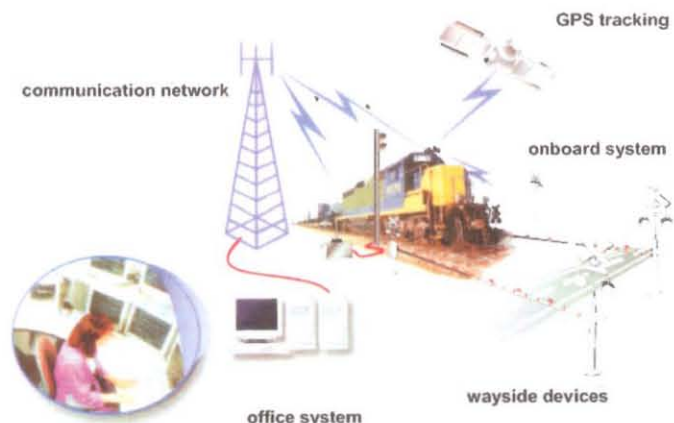 GPS tracking
communication network
onboard system
wayside devices
office system